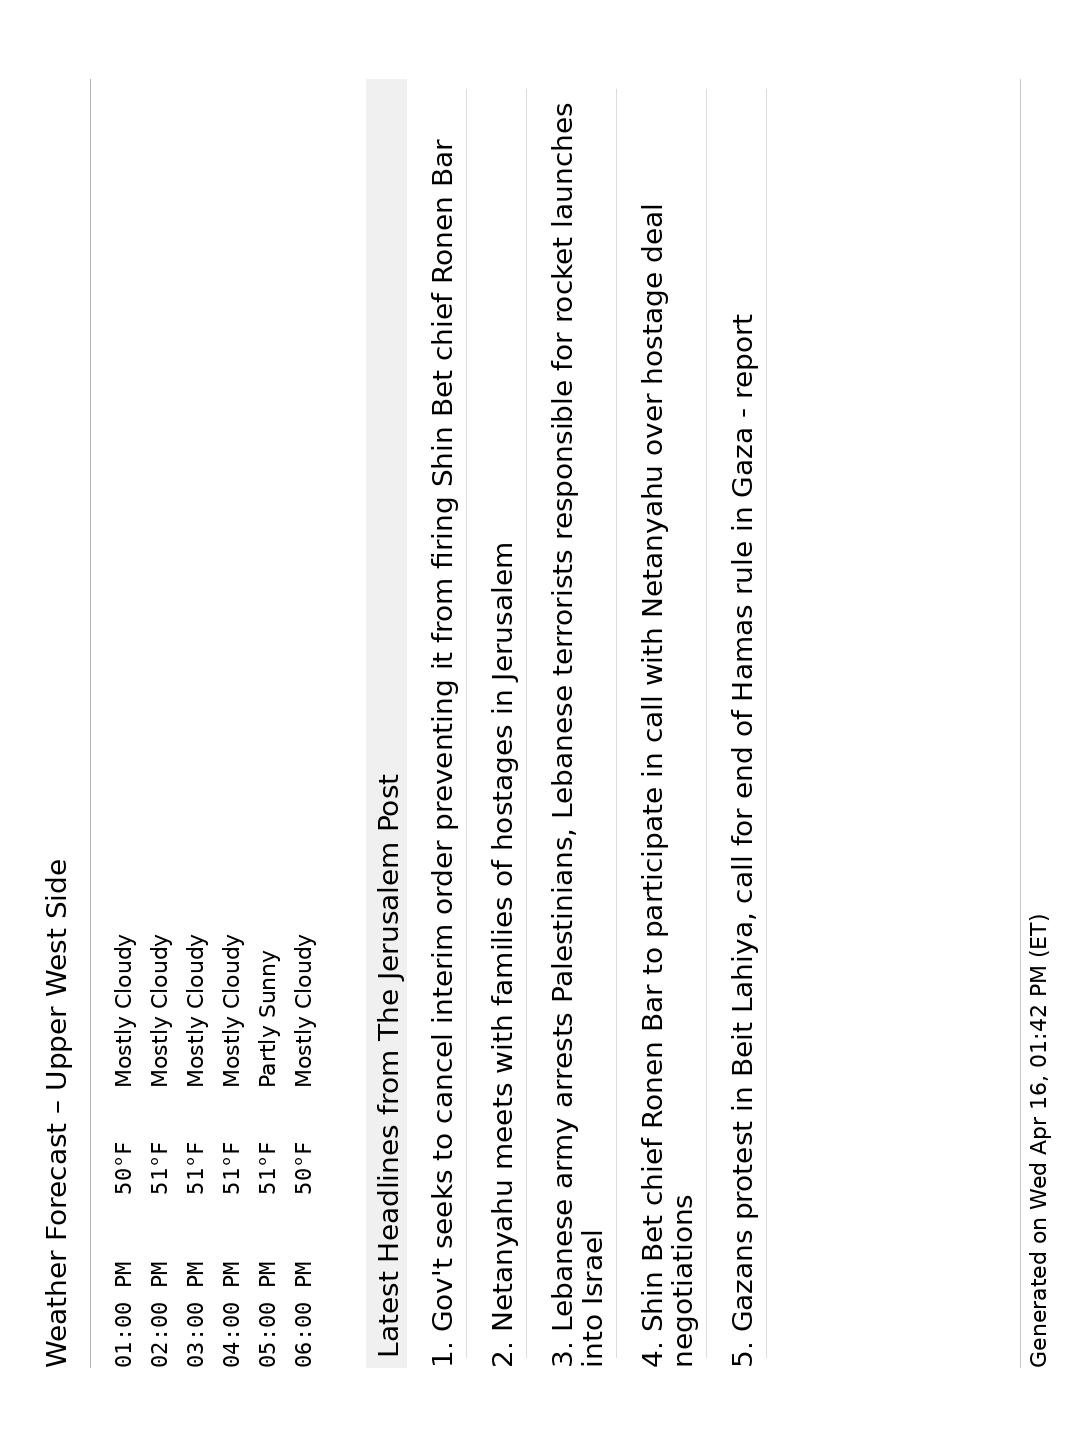 Weather Forecast – Upper West Side
01:00 PM 50°F Mostly Cloudy
02:00 PM 51°F Mostly Cloudy
03:00 PM 51°F Mostly Cloudy
04:00 PM 51°F Mostly Cloudy
05:00 PM 51°F Partly Sunny
06:00 PM 50°F Mostly Cloudy
Latest Headlines from The Jerusalem Post
1. Gov't seeks to cancel interim order preventing it from firing Shin Bet chief Ronen Bar
2. Netanyahu meets with families of hostages in Jerusalem
3. Lebanese army arrests Palestinians, Lebanese terrorists responsible for rocket launches
into Israel
4. Shin Bet chief Ronen Bar to participate in call with Netanyahu over hostage deal
negotiations
5. Gazans protest in Beit Lahiya, call for end of Hamas rule in Gaza - report
Generated on Wed Apr 16, 01:42 PM (ET)